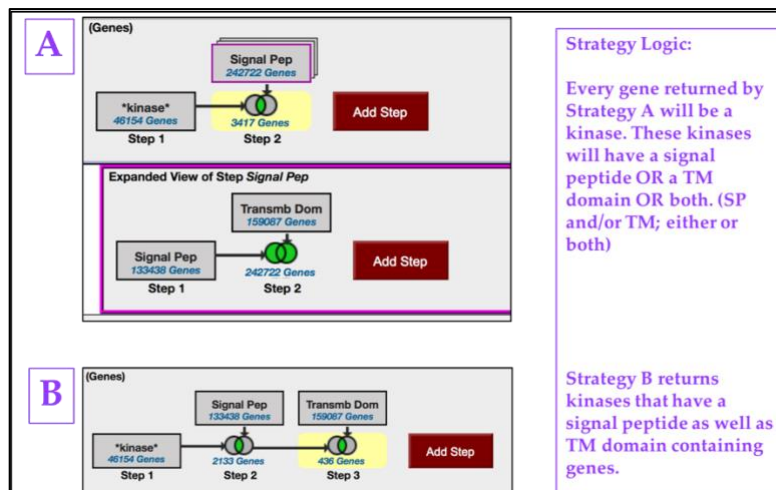 A
(Genes)
Signal Pep
242722 Genes
*kinase*
46154 Genes
3417 Genes
Add Step
Step 1
Step 2
Expanded View of Step Signal Pep
Transmb Dom
159087 Genes
Signal Pep
133438 Genes
242722 Genes
Add Step
Step 1
Step 2
Strategy Logic:
Every gene returned by
Strategy A will be a
kinase. These kinases
will have a signal
peptide OR a TM
domain OR both. (SP
and/or TM; either or
both)
B
(Genes)
Signal Pep
133438 Genes
Transmb Dom
159087 Genes
*kinase*
46154 Genes
2133 Genes
436 Genes
Add Step
Step 1
Step 2
Step 3
Strategy B returns
kinases that have a
signal peptide as well as
TM domain containing
genes.